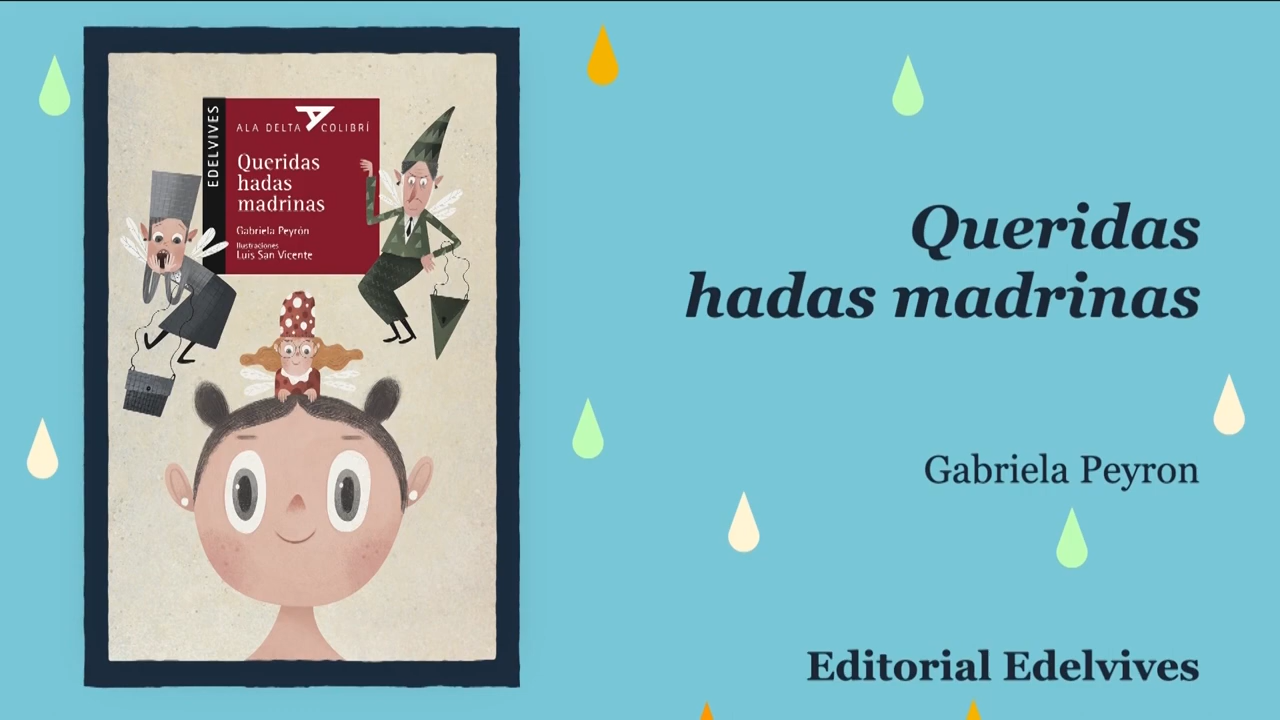 EDELVIVES
ALA DELTA COLIBRÍ
Queridas
hadas
madrinas
Gabriela Peyrón
Ilustraciones
Luis San Vicente
Queridas
hadas madrinas
Gabriela Peyron
Editorial Edelvives